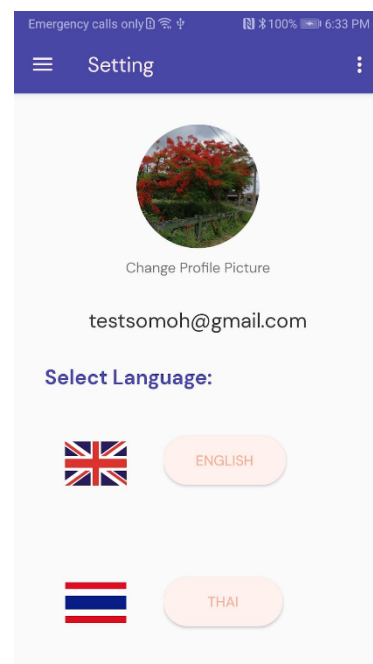 Emergency calls only 100% 6:33 PM
Setting
Change Profile Picture
testsomoh@gmail.com
Select Language:
ENGLISH
THAI